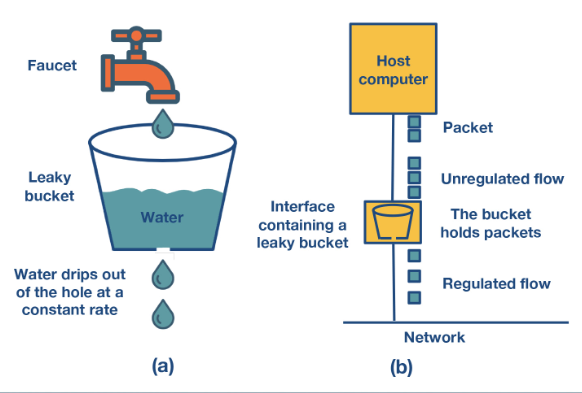 Faucet
Leaky
bucket
Water
Water drips out
of the hole at a
constant rate
(a)
Host
computer
Packet
Unregulated flow
Interface
containing a
leaky bucket
The bucket
holds packets
Regulated flow
Network
(b)